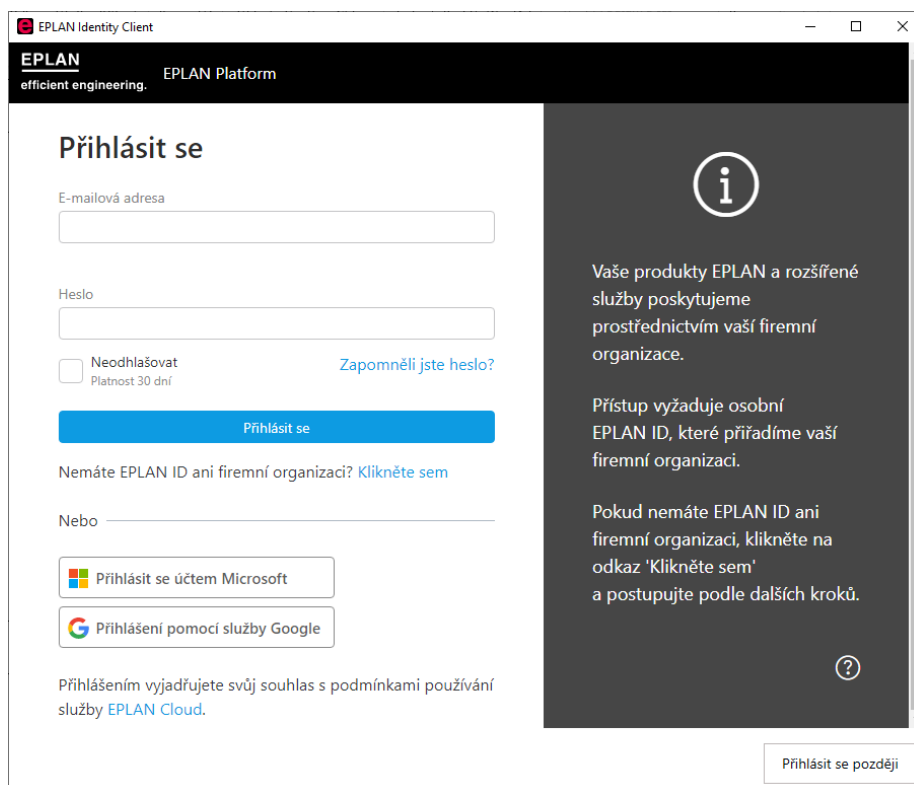 EPLAN Identity Client
EPLAN
efficient engineering.
EPLAN Platform
Přihlásit se
E-mailová adresa
Heslo
Neodhlašovat
Platnost 30 dní
Zapomněli jste heslo?
Přihlásit se
Nemáte EPLAN ID ani firemní organizaci? Klikněte sem
Nebo
Přihlásit se účtem Microsoft
Přihlášení pomocí služby Google
Přihlášením vyjadřujete svůj souhlas s podmínkami používání
služby EPLAN Cloud.
Vaše produkty EPLAN a rozšířené
služby poskytujeme
prostřednictvím vaší firemní
organizace.
Přístup vyžaduje osobní
EPLAN ID, které přiřadíme vaší
firemní organizaci.
Pokud nemáte EPLAN ID ani
firemní organizaci, klikněte na
odkaz 'Klikněte sem'
a postupujte podle dalších kroků.
Přihlásit se později